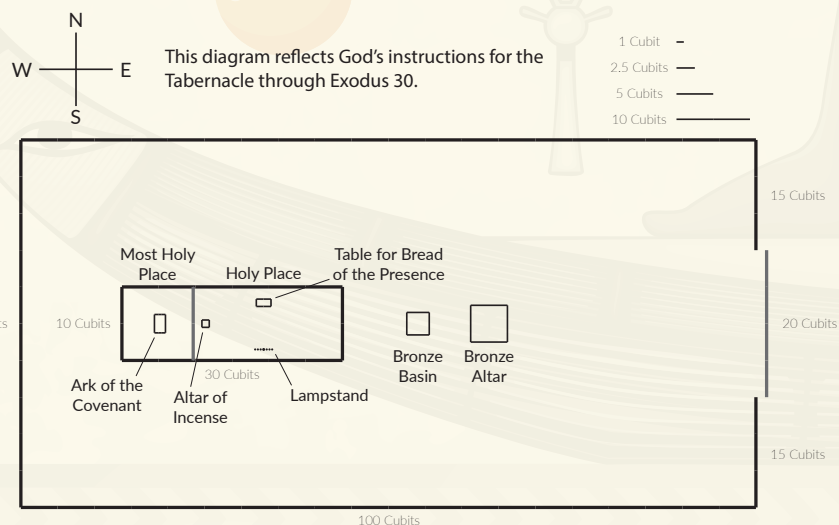 N
W E
S
This diagram reflects God's instructions for the
Tabernacle through Exodus 30.
1 Cubit
2.5 Cubits
5 Cubits
10 Cubits
15 Cubits
Most Holy
Place
Holy Place
Table for Bread
of the Presence
10 Cubits
20 Cubits
Bronze
Basin
Bronze
Altar
30 Cubits
Ark of the
Covenant
Altar of
Incense
Lampstand
15 Cubits
100 Cubits